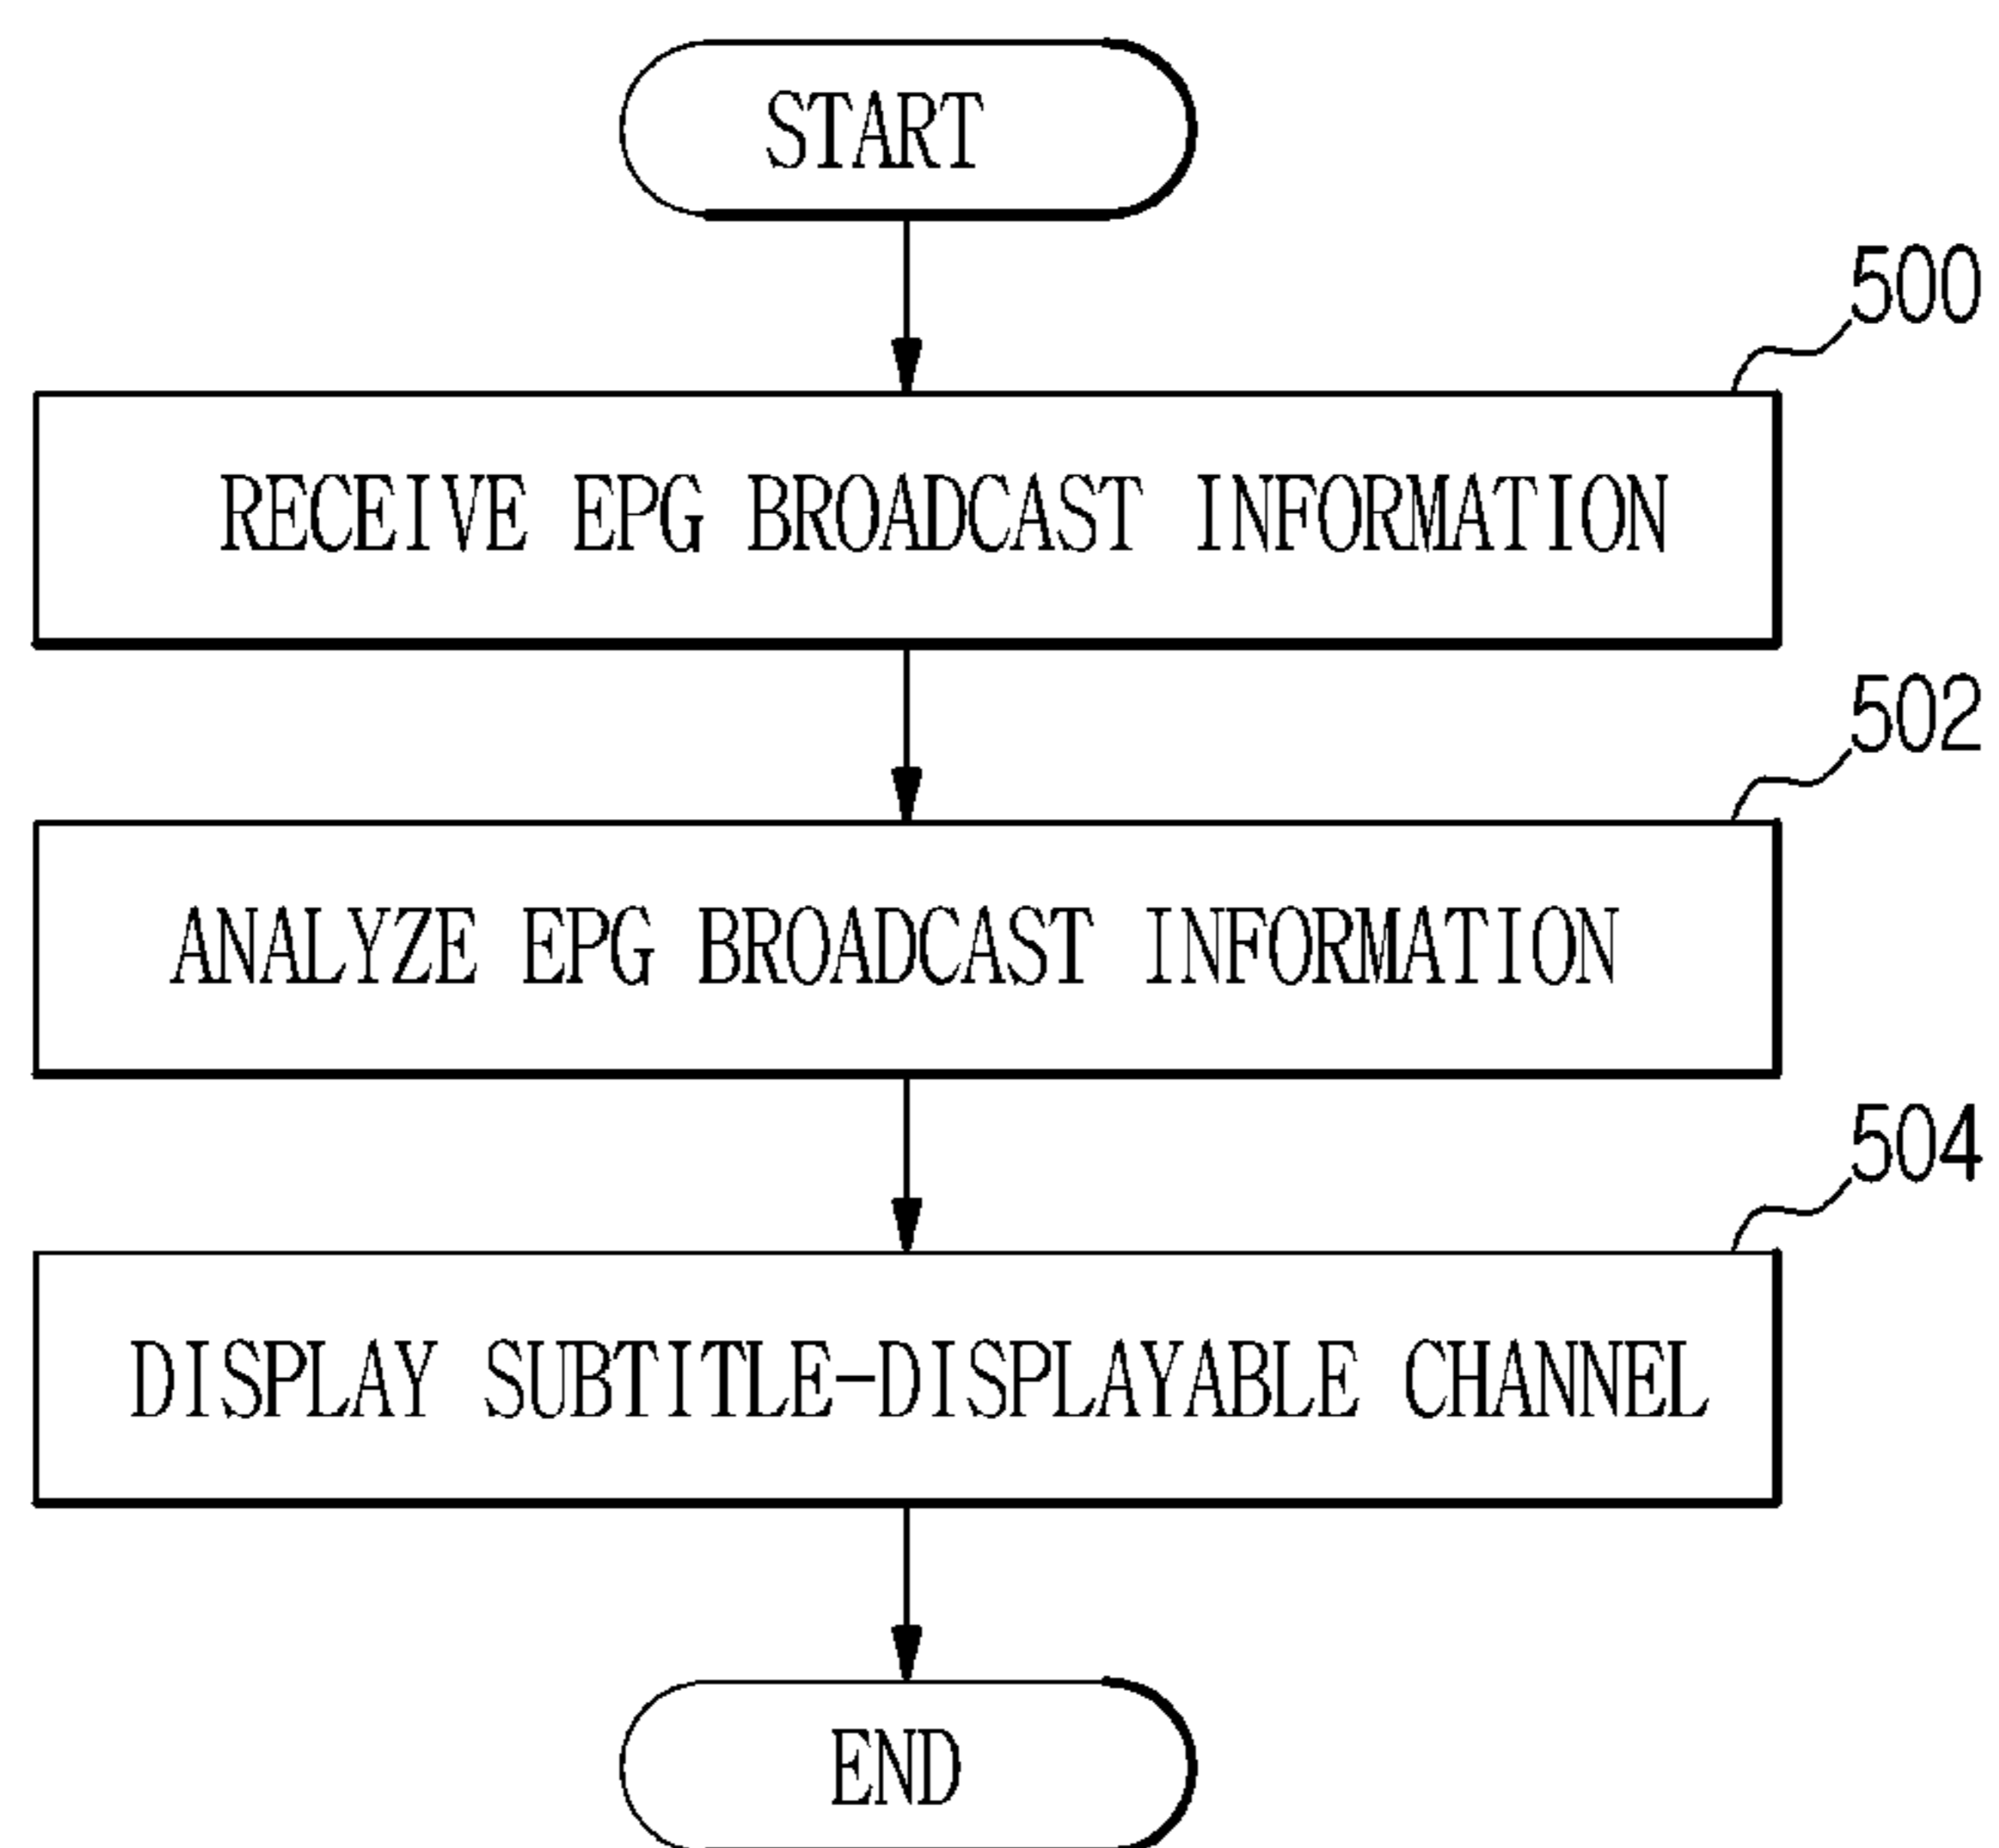 START
500
RECEIVE EPG BROADCAST INFORMATION
502
ANALYZE EPG BROADCAST INFORMATION
504
DISPLAY SUBTITLE-DISPLAYABLE CHANNEL
END